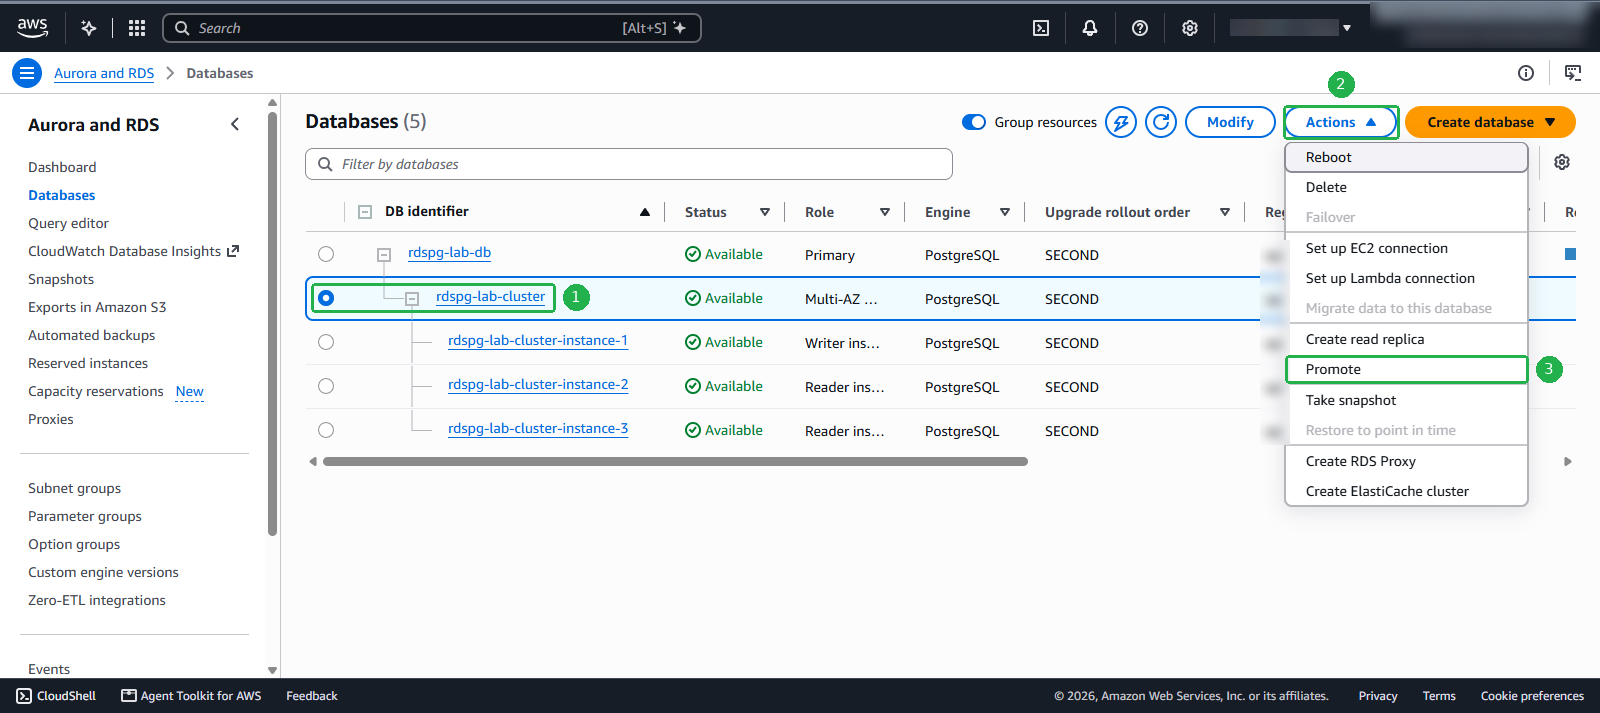 aws
Search [Alt+S]
Aurora and RDS > Databases
Aurora and RDS
Dashboard
Databases
Query editor
CloudWatch Database Insights
Snapshots
Exports in Amazon S3
Automated backups
Reserved instances
Capacity reservations New
Proxies
Subnet groups
Parameter groups
Option groups
Custom engine versions
Zero-ETL integrations
Events
2
Databases (5)
Group resources
Modify
Actions
Create database
Filter by databases
DB identifier Status Role Engine Upgrade rollout order
rdspg-lab-db Available Primary PostgreSQL SECOND
rdspg-lab-cluster 1 Available Multi-AZ ... PostgreSQL SECOND
rdspg-lab-cluster-instance-1 Available Writer ins... PostgreSQL SECOND
rdspg-lab-cluster-instance-2 Available Reader ins... PostgreSQL SECOND
rdspg-lab-cluster-instance-3 Available Reader ins... PostgreSQL SECOND
Reboot
Delete
Failover
Set up EC2 connection
Set up Lambda connection
Migrate data to this database
Create read replica
Promote 3
Take snapshot
Restore to point in time
Create RDS Proxy
Create ElastiCache cluster
CloudShell Agent Toolkit for AWS Feedback © 2026, Amazon Web Services, Inc. or its affiliates. Privacy Terms Cookie preferences